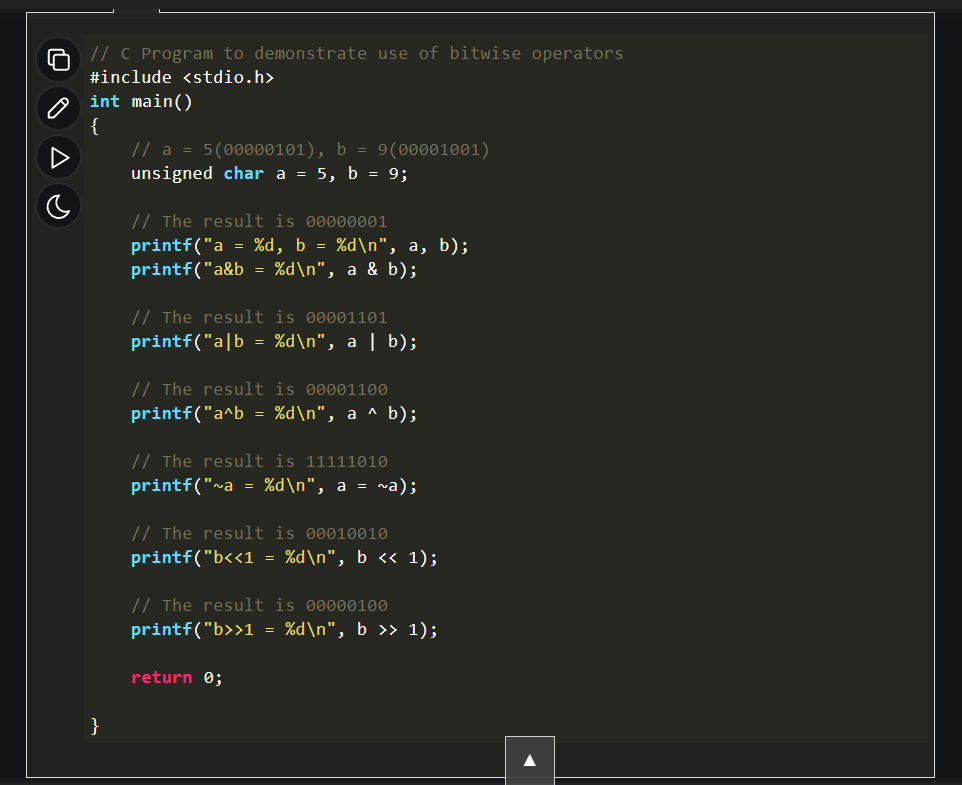 // C Program to demonstrate use of bitwise operators
#include <stdio.h>
int main()
{
    // a = 5(00000101), b = 9(00001001)
    unsigned char a = 5, b = 9;

    // The result is 00000001
    printf("a = %d, b = %d\n", a, b);
    printf("a&b = %d\n", a & b);

    // The result is 00001101
    printf("a|b = %d\n", a | b);

    // The result is 00001100
    printf("a^b = %d\n", a ^ b);

    // The result is 11111010
    printf("~a = %d\n", a = ~a);

    // The result is 00010010
    printf("b<<1 = %d\n", b << 1);

    // The result is 00000100
    printf("b>>1 = %d\n", b >> 1);

    return 0;

}